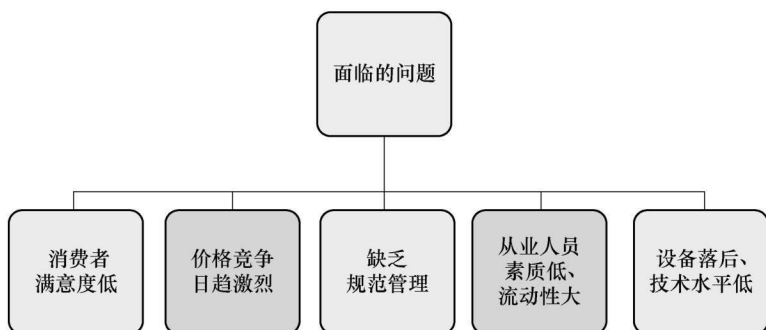 面临的问题
消费者
满意度低
价格竞争
日趋激烈
缺乏
规范管理
从业人员
素质低、
流动性大
设备落后、
技术水平低